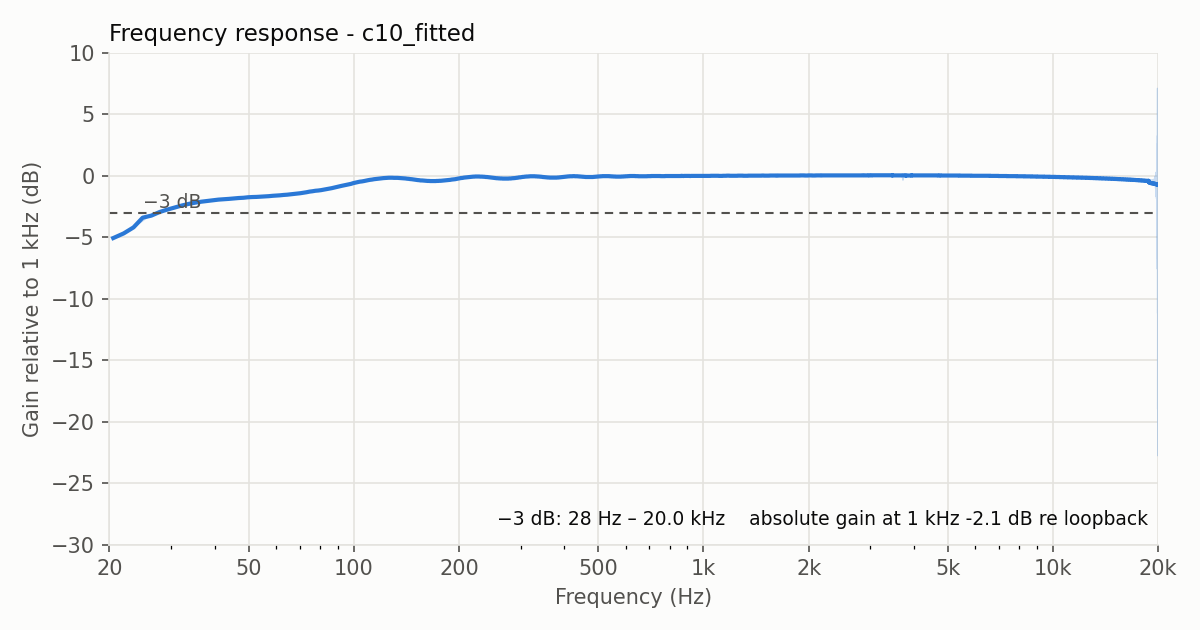 Frequency response - c10_fitted
10
5
0
−5
−10
−15
−20
−25
−30
Gain relative to 1 kHz (dB)
−3 dB
−3 dB: 28 Hz – 20.0 kHz    absolute gain at 1 kHz -2.1 dB re loopback
20 50 100 200 500 1k 2k 5k 10k 20k
Frequency (Hz)